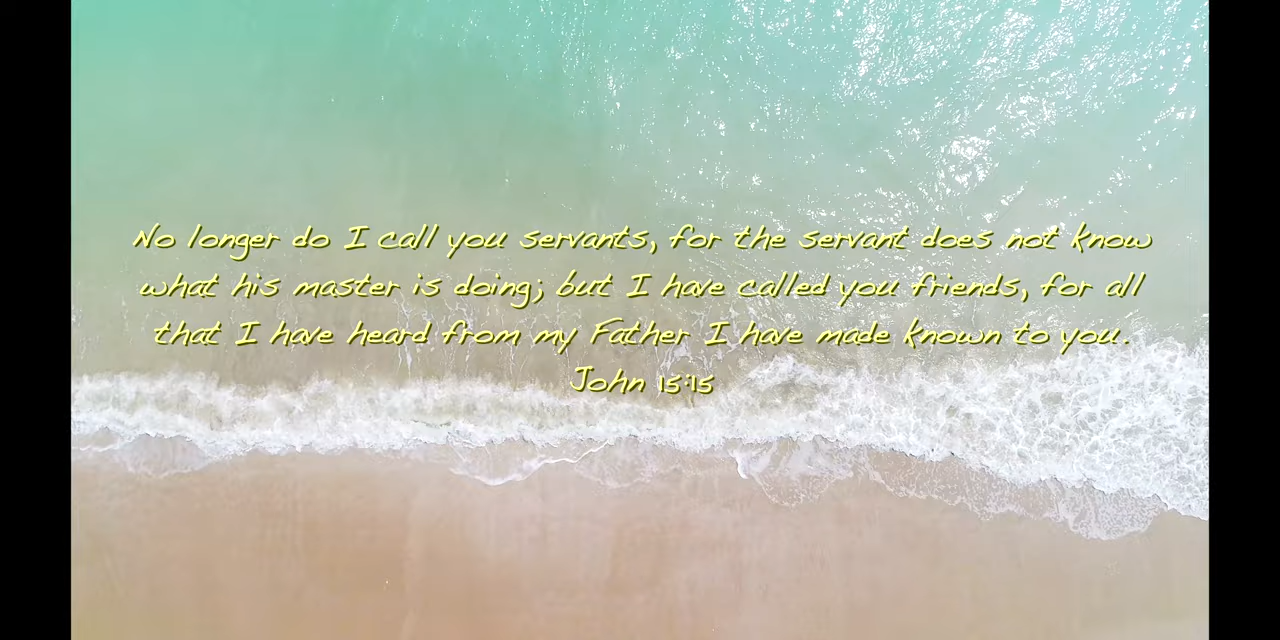 No longer do I call you servants, for the servant does not know
what his master is doing; but I have called you friends, for all
that I have heard from my Father I have made known to you.
John 15:15